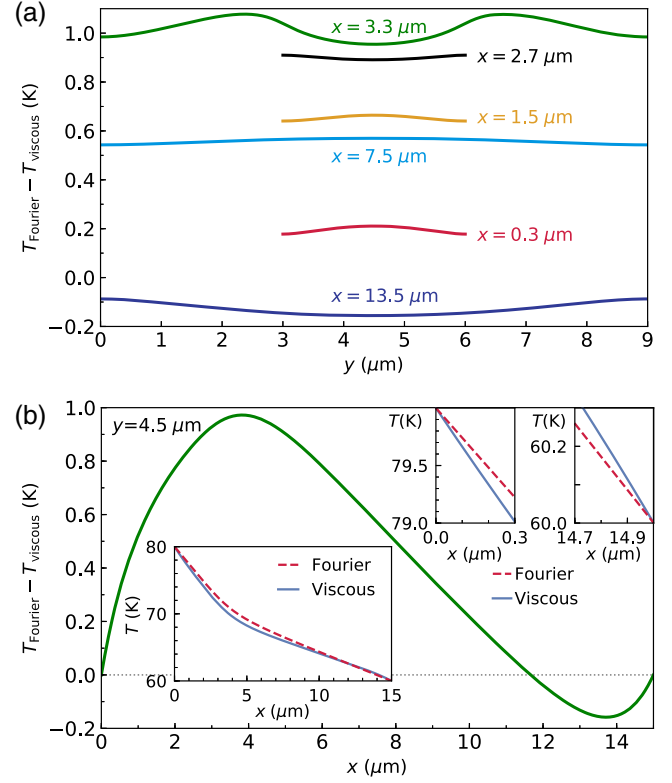 (a)
T_Fourier − T_viscous (K)
1.0
0.8
0.6
0.4
0.2
0.0
−0.2
x = 3.3 μm
x = 2.7 μm
x = 1.5 μm
x = 7.5 μm
x = 0.3 μm
x = 13.5 μm
0 1 2 3 4 5 6 7 8 9
y (μm)
(b)
T_Fourier − T_viscous (K)
1.0
0.8
0.6
0.4
0.2
0.0
−0.2
y=4.5 μm
T(K)
79.5
79.0
0.0 0.3
x (μm)
T(K)
60.2
60.0
14.7 14.9
x (μm)
Fourier
Viscous
80
70
60
T (K)
Fourier
Viscous
0 5 10 15
x (μm)
0 2 4 6 8 10 12 14
x (μm)